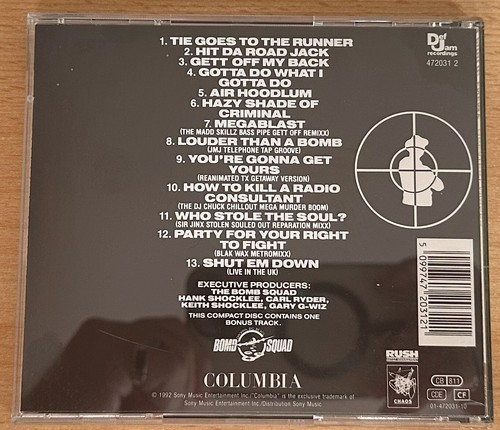 1. TIE GOES TO THE RUNNER
2. HIT DA ROAD JACK
3. GETT OFF MY BACK
4. GOTTA DO WHAT I
GOTTA DO
5. AIR HOODLUM
6. HAZY SHADE OF
CRIMINAL
7. MEGABLAST
(THE MADD SKILLZ BASS PIPE GETT OFF REMIXX)
8. LOUDER THAN A BOMB
(JMJ TELEPHONE TAP GROOVE)
9. YOU'RE GONNA GET
YOURS
(REANIMATED TX GETAWAY VERSION)
10. HOW TO KILL A RADIO
CONSULTANT
(THE DJ CHUCK CHILLOUT MEGA MURDER BOOM)
11. WHO STOLE THE SOUL?
(SIR JINX STOLEN SOULED OUT REPARATION MIXX)
12. PARTY FOR YOUR RIGHT
TO FIGHT
(BLAK WAX METROMIXX)
13. SHUT EM DOWN
(LIVE IN THE UK)
EXECUTIVE PRODUCERS:
THE BOMB SQUAD
HANK SHOCKLEE, CARL RYDER,
KEITH SHOCKLEE, GARY G-WIZ
THIS COMPACT DISC CONTAINS ONE
BONUS TRACK.
BOMB SQUAD
COLUMBIA
© 1992 Sony Music Entertainment Inc./"Columbia" is the exclusive trademark of
Sony Music Entertainment Inc./Distribution Sony Music
Def Jam
recordings
472031 2
5 099747 203121
RUSH
CHAOS
CB 811
CDE CF
01-472031-10